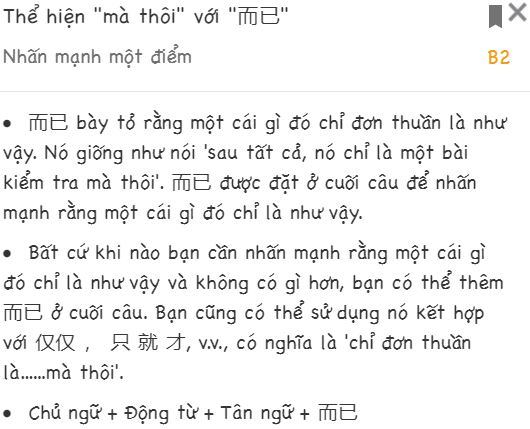 Thể hiện "mà thôi" với "而已"
Nhấn mạnh một điểm
B2
• 而已 bày tỏ rằng một cái gì đó chỉ đơn thuần là như
vậy. Nó giống như nói 'sau tất cả, nó chỉ là một bài
kiểm tra mà thôi'. 而已 được đặt ở cuối câu để nhấn
mạnh rằng một cái gì đó chỉ là như vậy.
• Bất cứ khi nào bạn cần nhấn mạnh rằng một cái gì
đó chỉ là như vậy và không có gì hơn, bạn có thể thêm
而已 ở cuối câu. Bạn cũng có thể sử dụng nó kết hợp
với 仅仅 , 只 就 才, v.v., có nghĩa là 'chỉ đơn thuần
là......mà thôi'.
• Chủ ngữ + Động từ + Tân ngữ + 而已